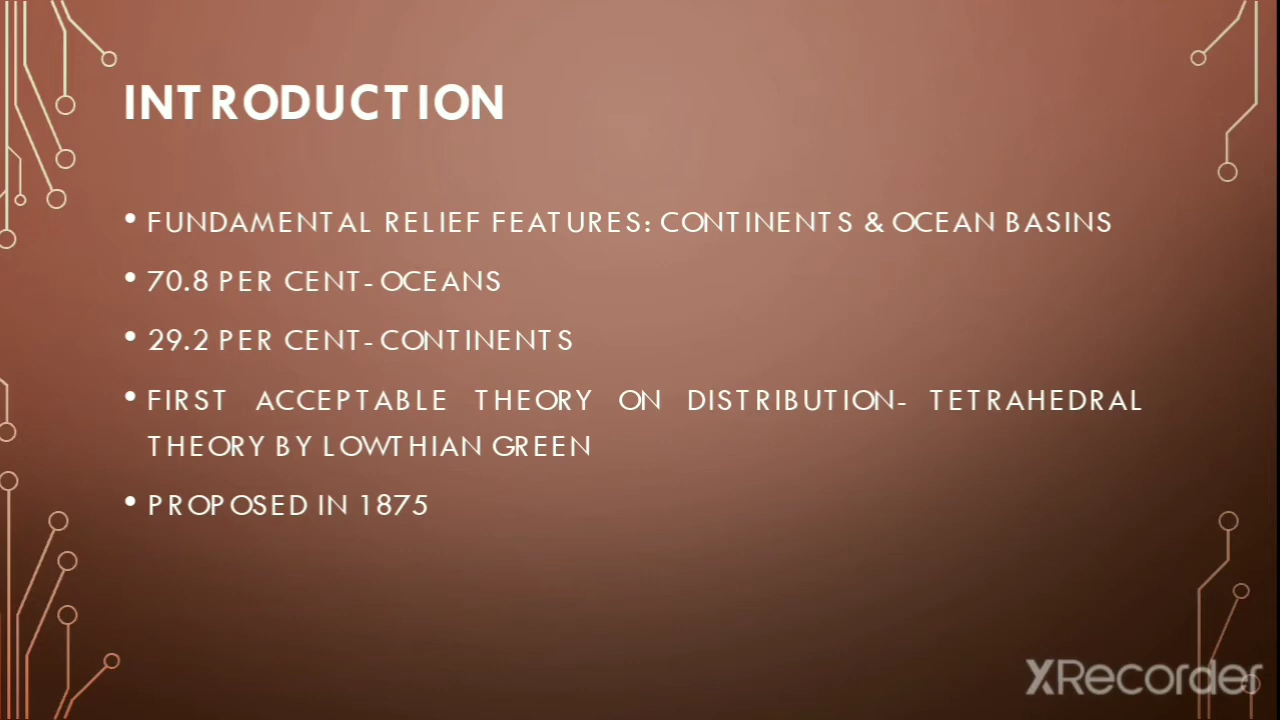 INTRODUCTION
• FUNDAMENTAL RELIEF FEATURES: CONTINENTS & OCEAN BASINS
• 70.8 PER CENT- OCEANS
• 29.2 PER CENT- CONTINENTS
• FIRST ACCEPTABLE THEORY ON DISTRIBUTION- TETRAHEDRAL
THEORY BY LOWTHIAN GREEN
• PROPOSED IN 1875
XRecorder